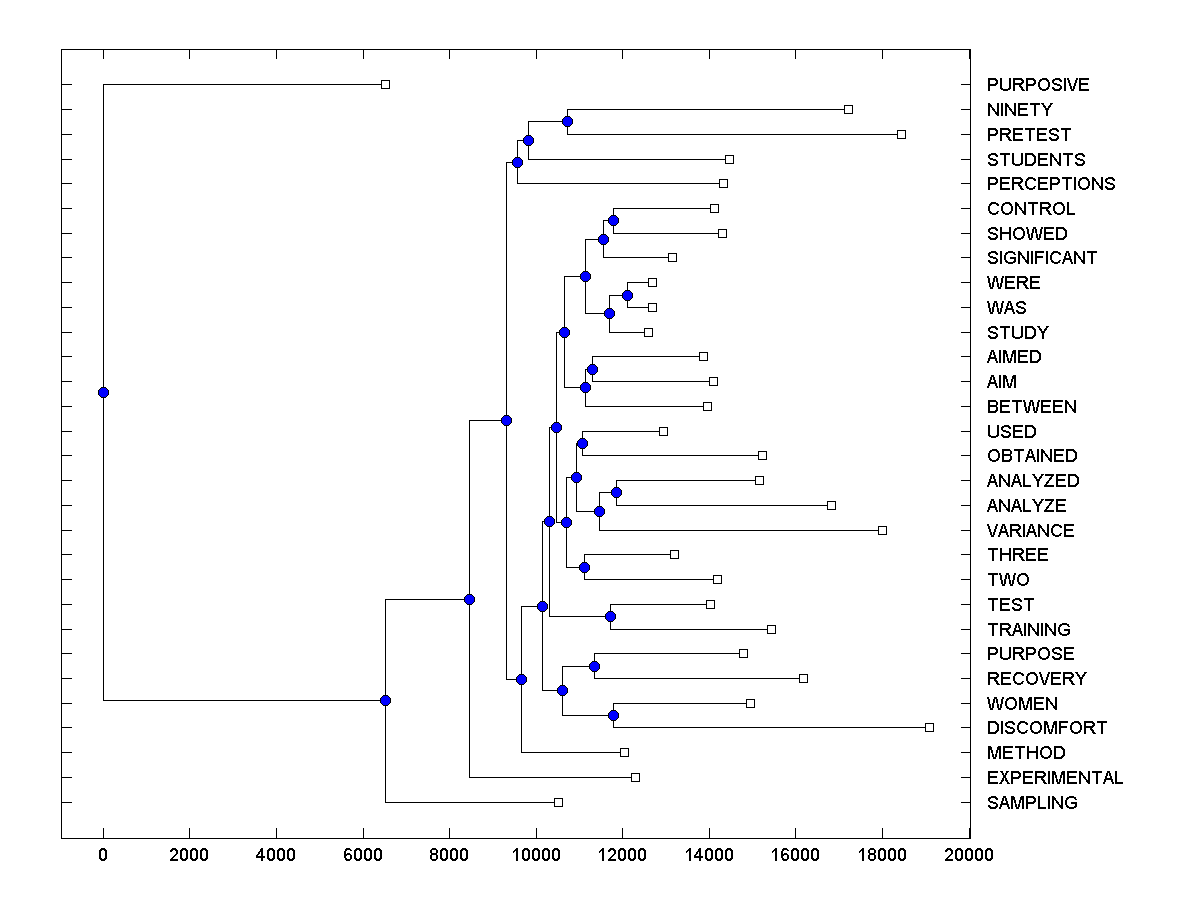 PURPOSIVE
NINETY
PRETEST
STUDENTS
PERCEPTIONS
CONTROL
SHOWED
SIGNIFICANT
WERE
WAS
STUDY
AIMED
AIM
BETWEEN
USED
OBTAINED
ANALYZED
ANALYZE
VARIANCE
THREE
TWO
TEST
TRAINING
PURPOSE
RECOVERY
WOMEN
DISCOMFORT
METHOD
EXPERIMENTAL
SAMPLING
0 2000 4000 6000 8000 10000 12000 14000 16000 18000 20000